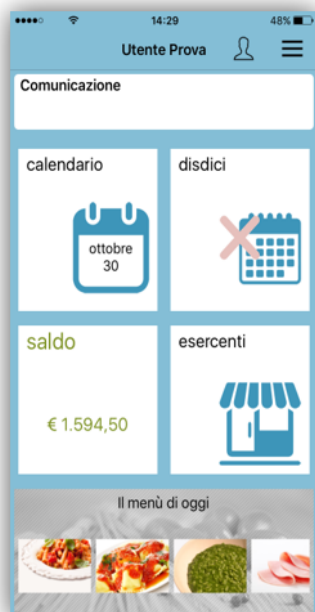 14:29
48%
Utente Prova
Comunicazione
calendario
disdici
ottobre
30
saldo
esercenti
€ 1.594,50
Il menù di oggi